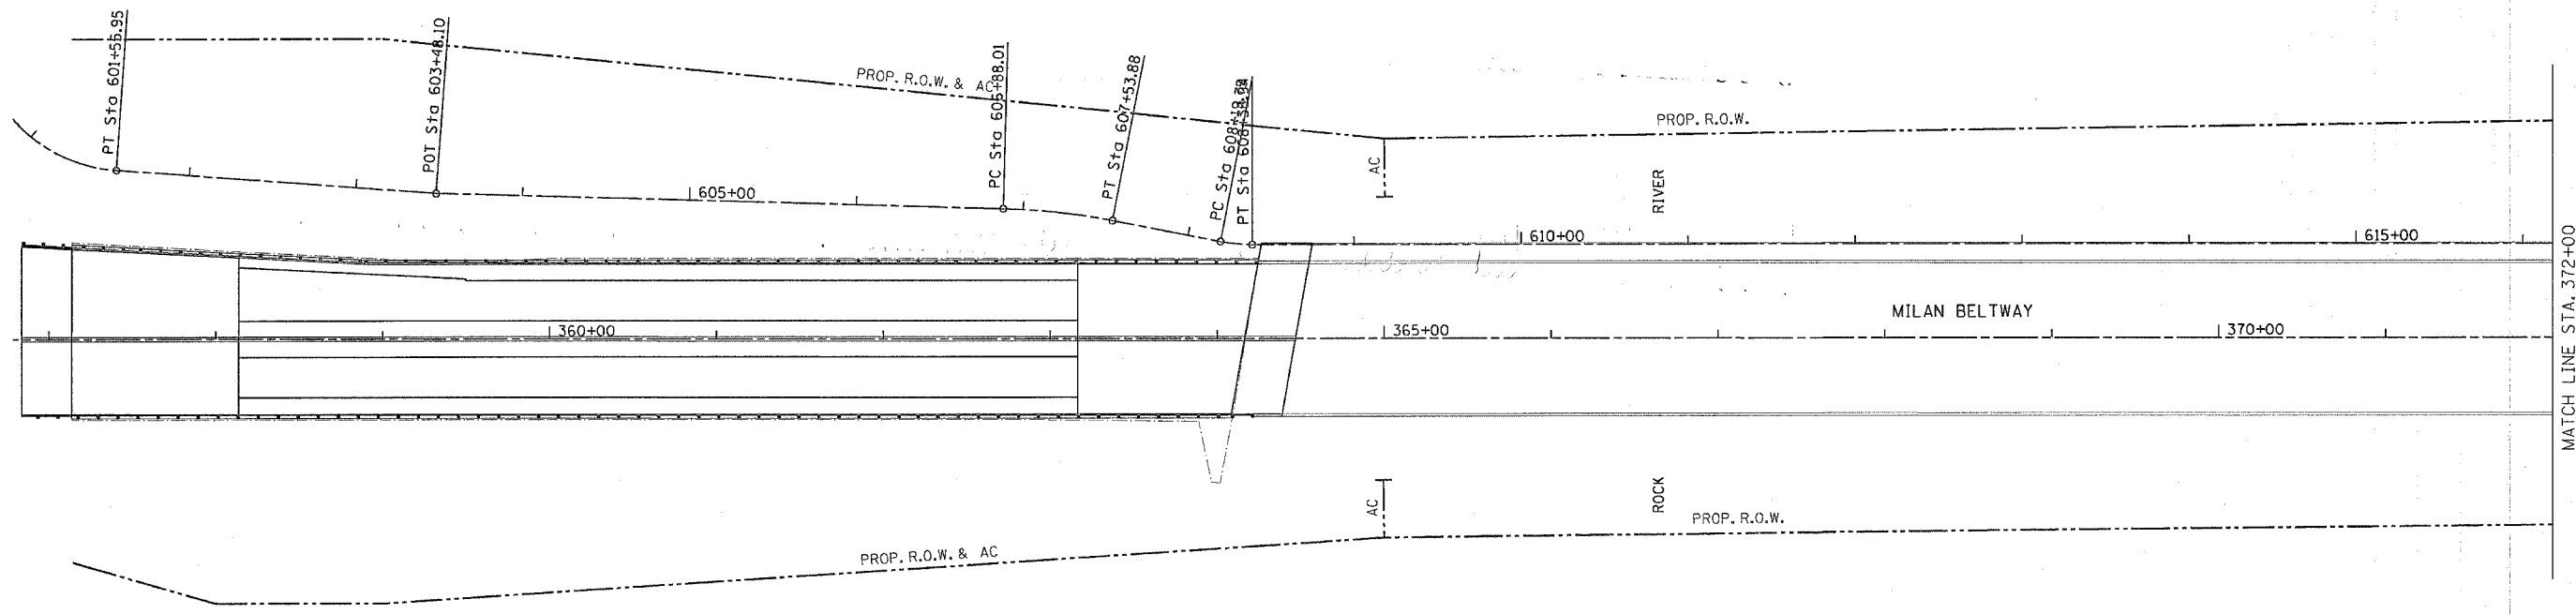 PT Sta 601+56.95
POT Sta 603+48.10
PC Sta 606+88.01
PT Sta 607+53.88
PC Sta
PT Sta
PROP. R.O.W. & AC
PROP. R.O.W.
AC
RIVER
605+00
610+00
615+00
MILAN BELTWAY
360+00
365+00
370+00
MATCH LINE STA. 372+00
AC
ROCK
PROP. R.O.W.
PROP. R.O.W. & AC